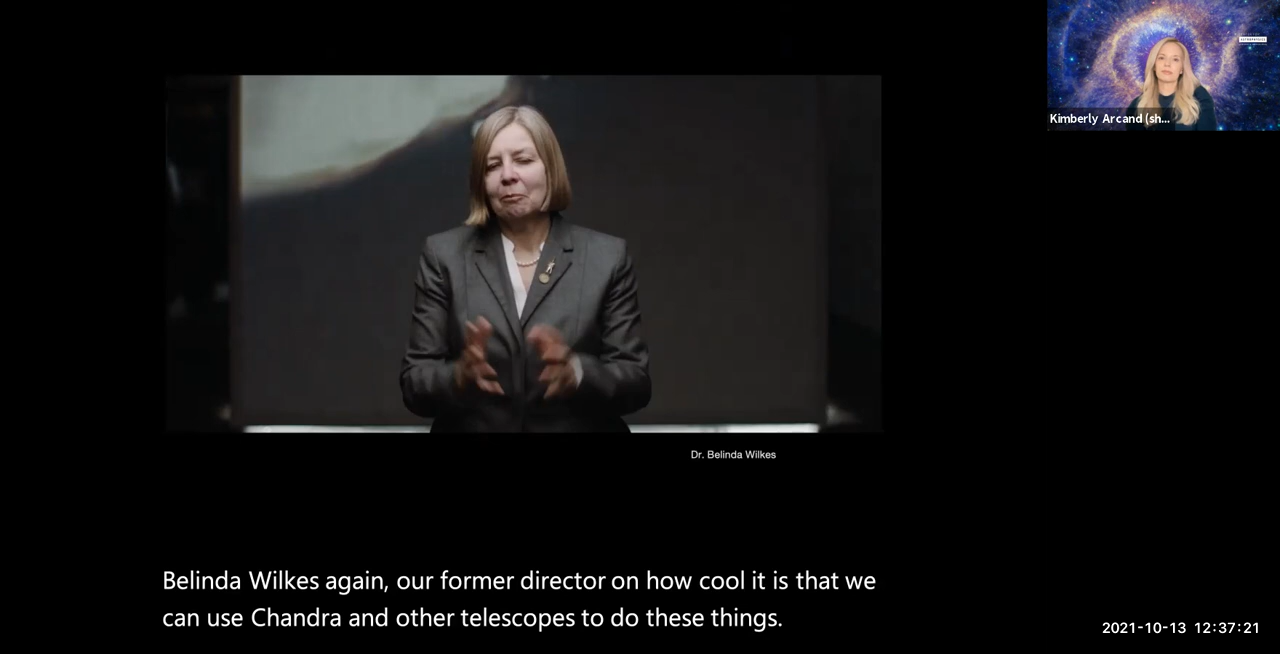 Kimberly Arcand (sh...
Dr. Belinda Wilkes
Belinda Wilkes again, our former director on how cool it is that we
can use Chandra and other telescopes to do these things.
2021-10-13 12:37:21